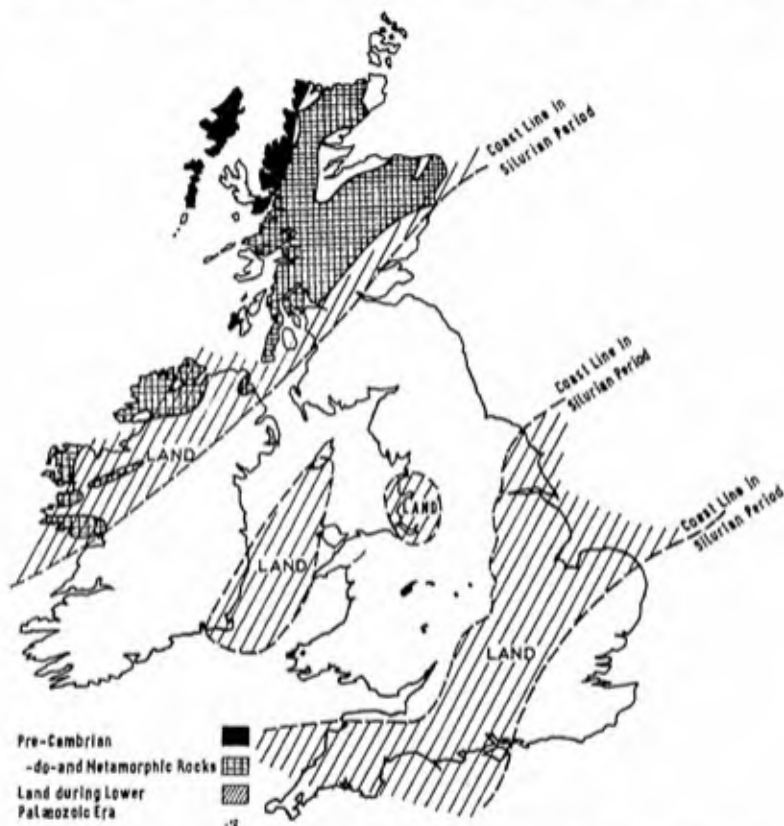 Coast Line in
Silurian Period
Coast Line in
Silurian Period
Coast Line in
Silurian Period
LAND
LAND
LAND
LAND
Pre-Cambrian
-do-and Metamorphic Rocks
Land during Lower
Palæozoic Era